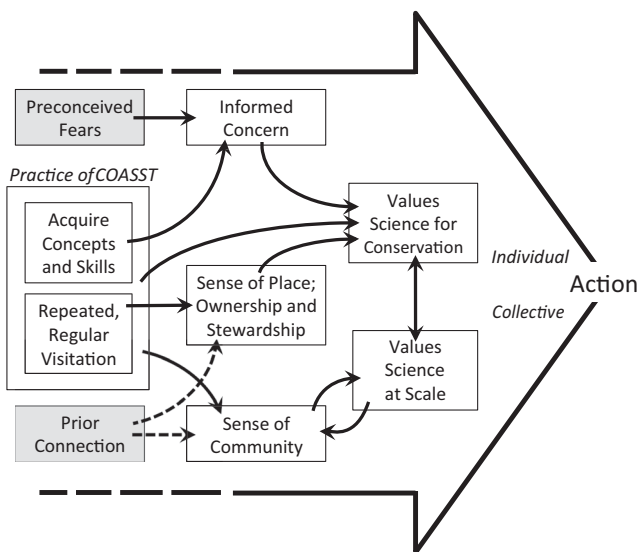 Preconceived
Fears
Informed
Concern
Practice of COASST
Acquire
Concepts
and Skills
Values
Science for
Conservation
Repeated,
Regular
Visitation
Sense of Place;
Ownership and
Stewardship
Individual
Action
Collective
Values
Science
at Scale
Prior
Connection
Sense of
Community